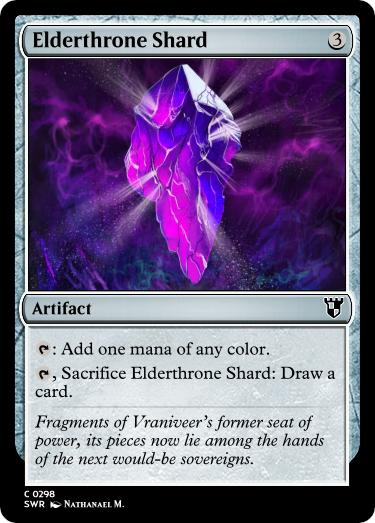 Elderthrone Shard 3
Artifact
: Add one mana of any color.
, Sacrifice Elderthrone Shard: Draw a
card.
Fragments of Vraniveer's former seat of
power, its pieces now lie among the hands
of the next would-be sovereigns.
C 0298
SWR NATHANAEL M.